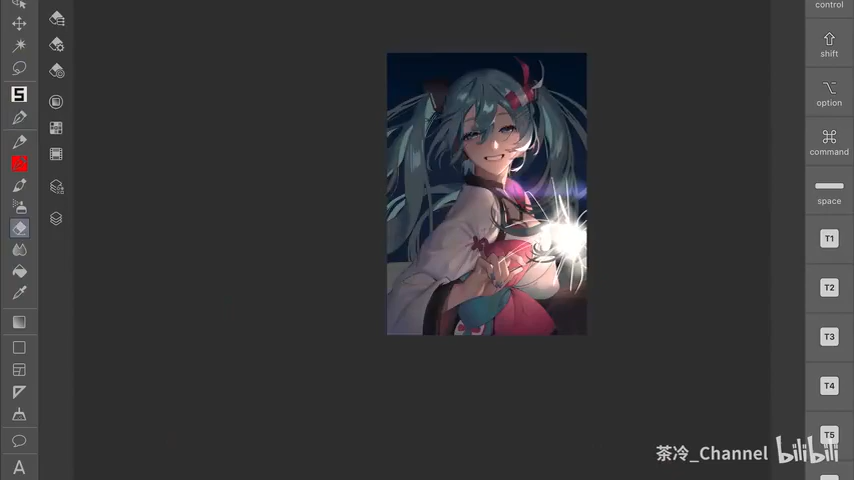 control
shift
option
command
space
T1
T2
T3
T4
T5
A
茶冷_Channel bilibili